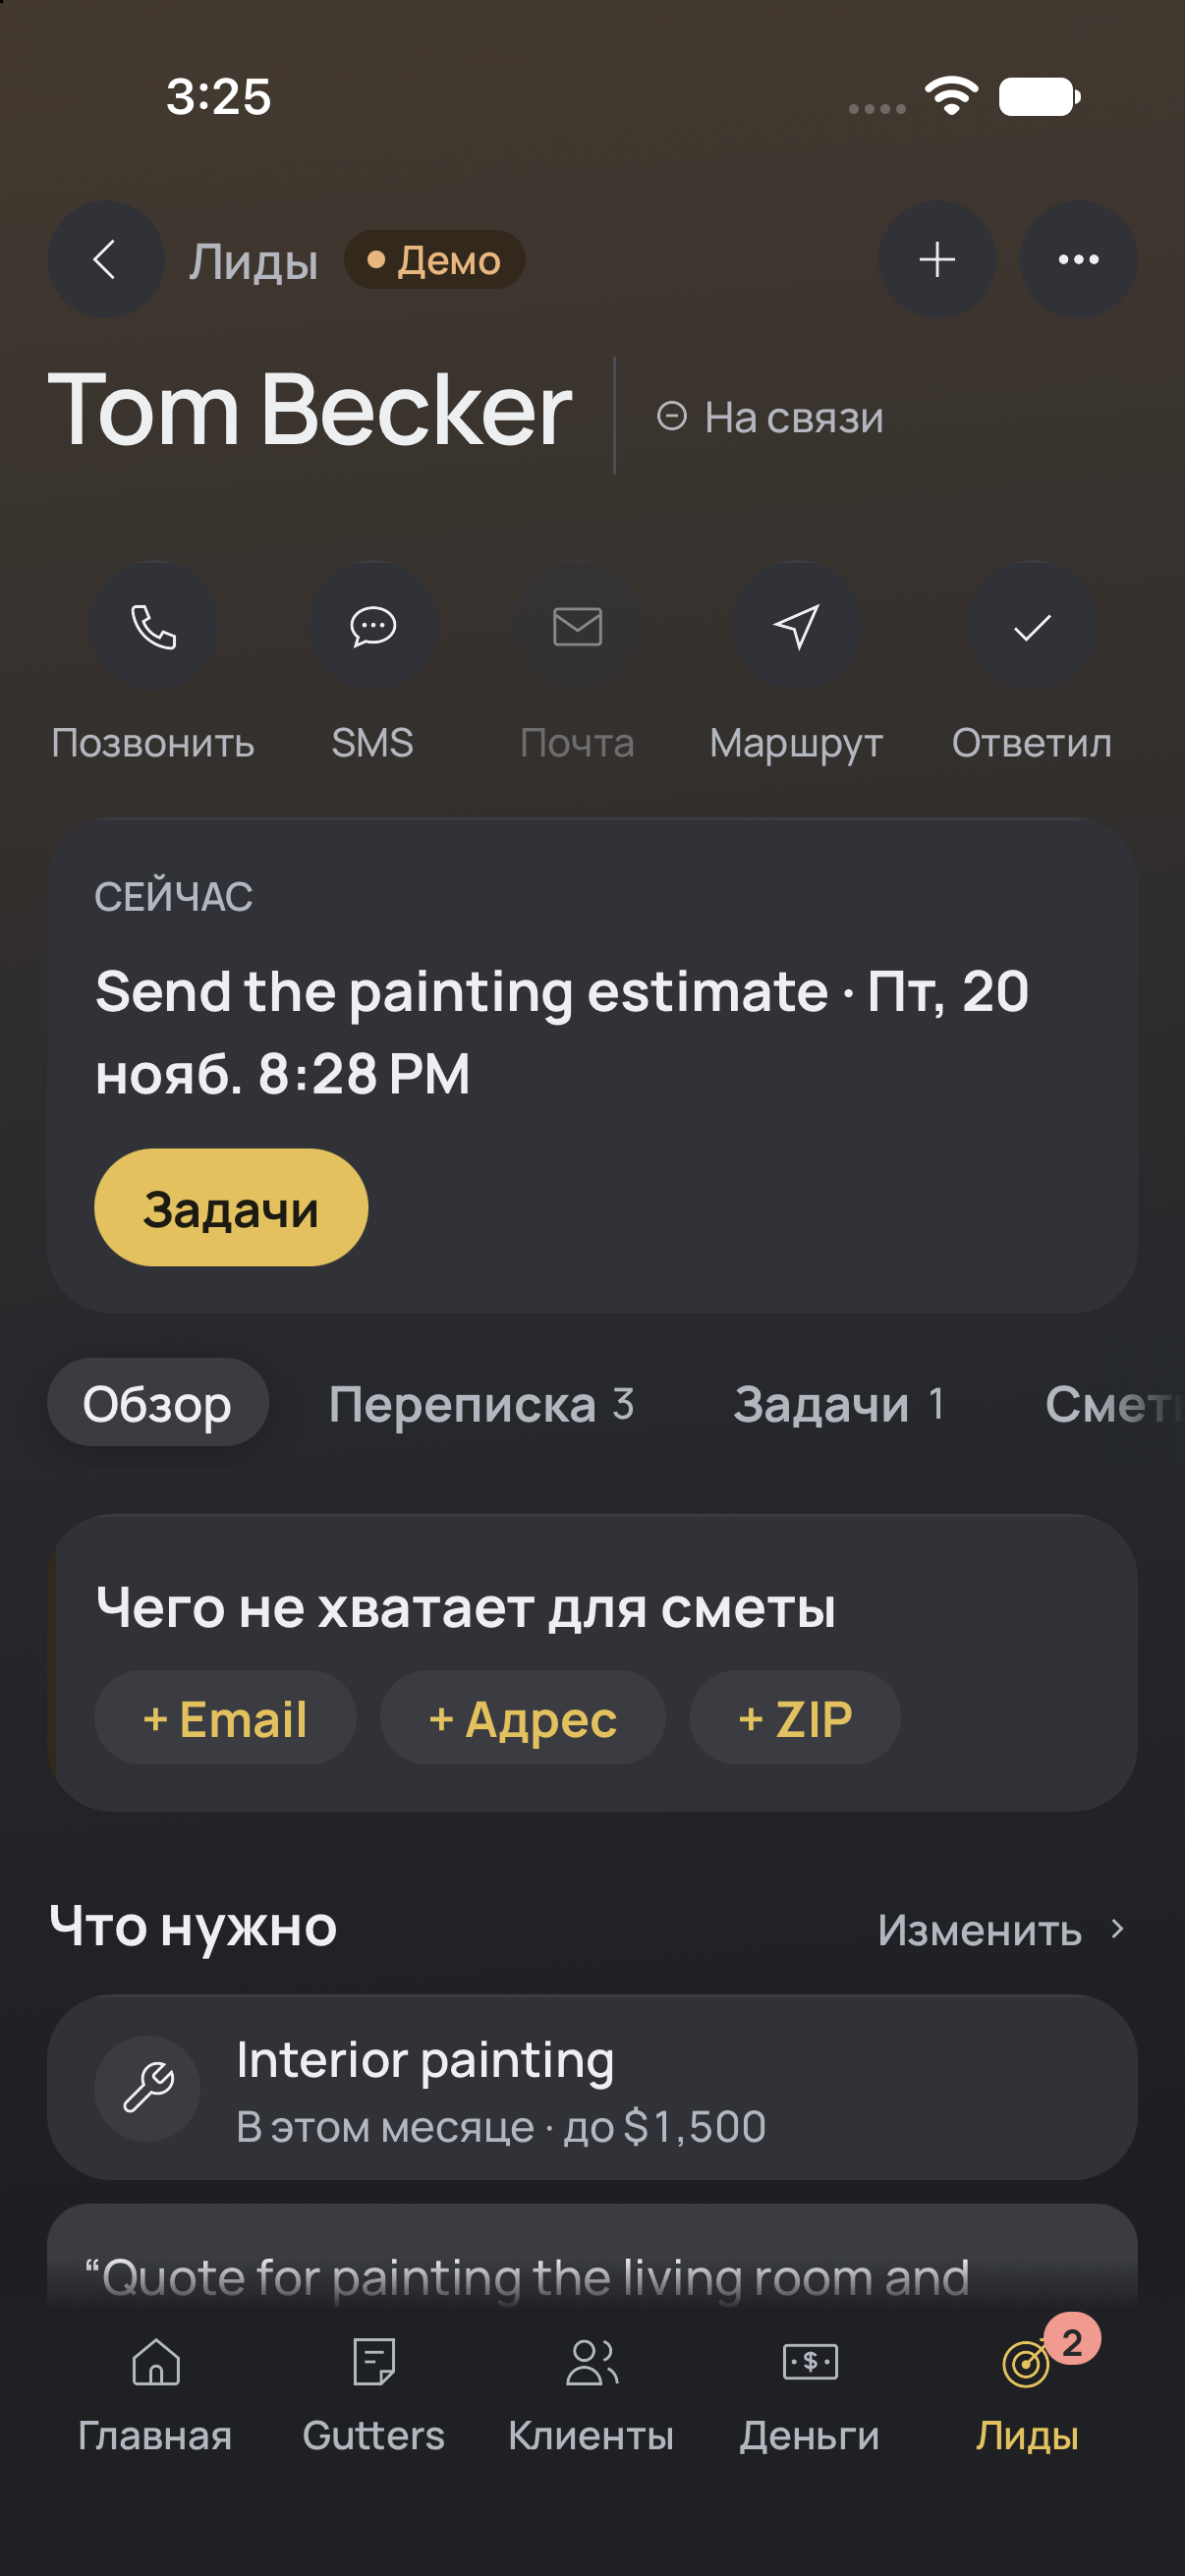 3:25
Лиды
Демо
Tom Becker
На связи
Позвонить
SMS
Почта
Маршрут
Ответил
СЕЙЧАС
Send the painting estimate · Пт, 20
нояб. 8:28 PM
Задачи
Обзор
Переписка 3
Задачи 1
Чего не хватает для сметы
+ Email
+ Адрес
+ ZIP
Что нужно
Изменить
Interior painting
В этом месяце · до $1,500
“Quote for painting the living room and
2
Главная
Gutters
Клиенты
Деньги
Лиды